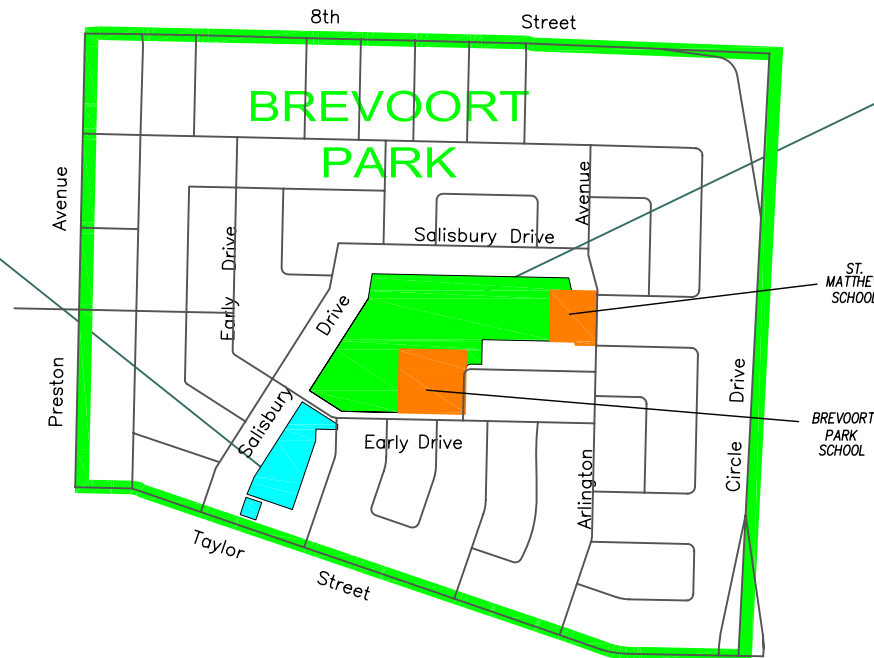 8th Street
BREVOORT
PARK
Avenue
Avenue
Salisbury Drive
Early Drive
Drive
ST.
MATTHE
SCHOOL
Preston
Salisbury
Drive
Early Drive
BREVOORT
PARK
SCHOOL
Circle
Arlington
Taylor
Street